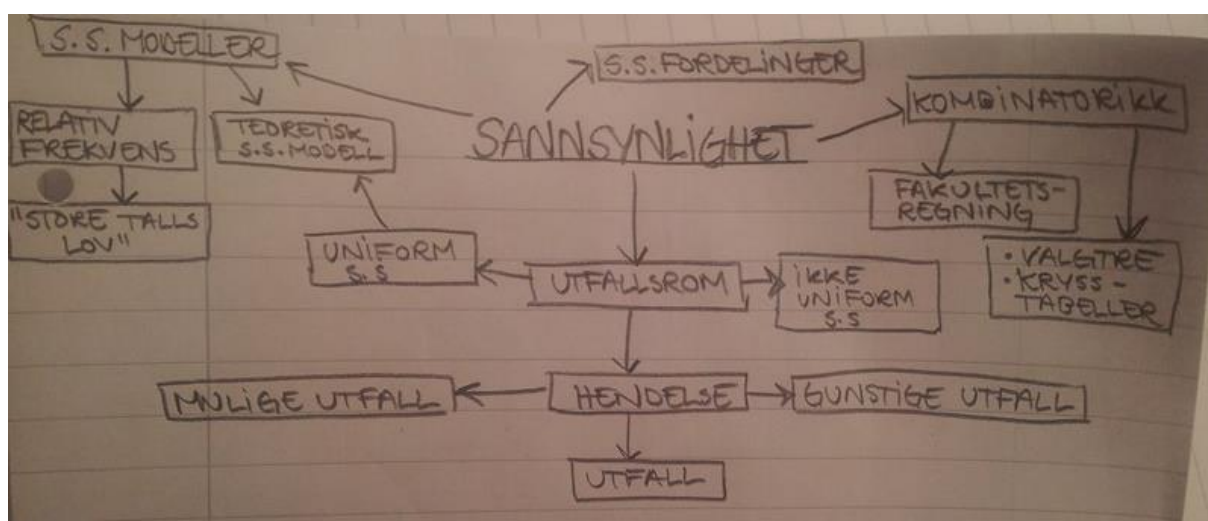 S.S. MODELLER
S.S. FORDELINGER
KOMBINATORIKK
RELATIV
FREKVENS
TEORETISK
S.S. MODELL
SANNSYNLIGHET
FAKULTETS-
REGNING
"STORE TALLS
LOV"
UNIFORM
S.S
UTFALLSROM
IKKE
UNIFORM
S.S
• VALGTRE
• KRYSS-
TABELLER
MULIGE UTFALL
HENDELSE
GUNSTIGE UTFALL
UTFALL